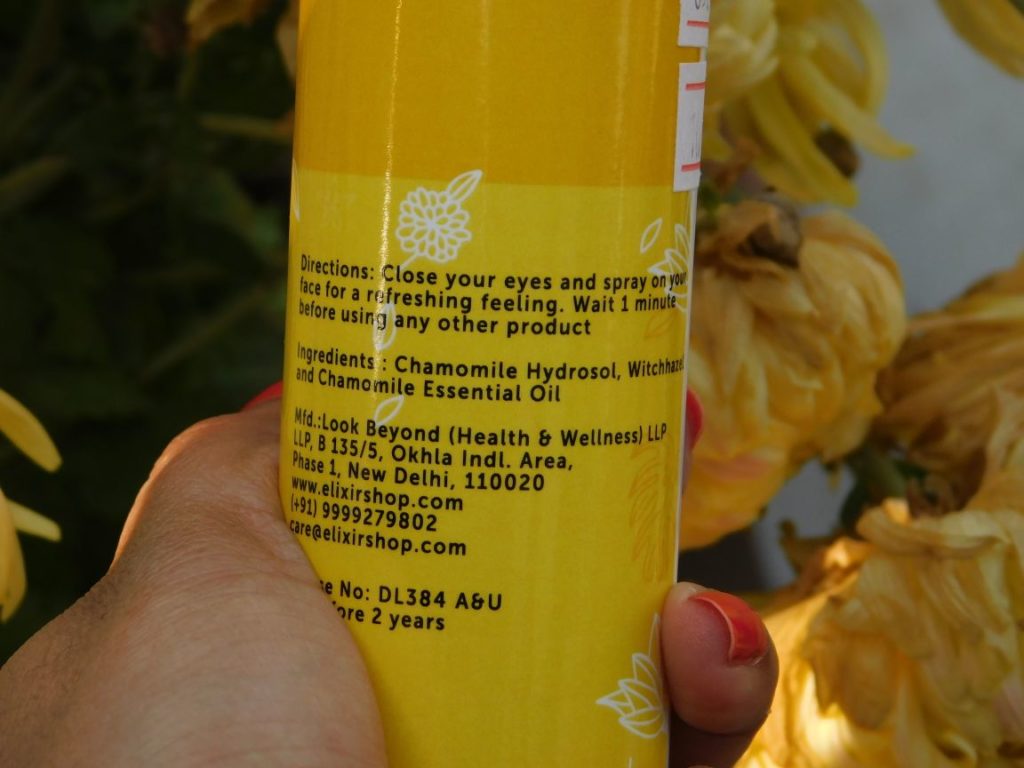 Directions: Close your eyes and spray on your
face for a refreshing feeling. Wait 1 minute
before using any other product
Ingredients : Chamomile Hydrosol, Witchhazel
and Chamomile Essential Oil
Mfd.:Look Beyond (Health & Wellness) LLP
LLP, B 135/5, Okhla Indl. Area,
Phase 1, New Delhi, 110020
www.elixirshop.com
(+91) 9999279802
care@elixirshop.com
se No: DL384 A&U
fore 2 years